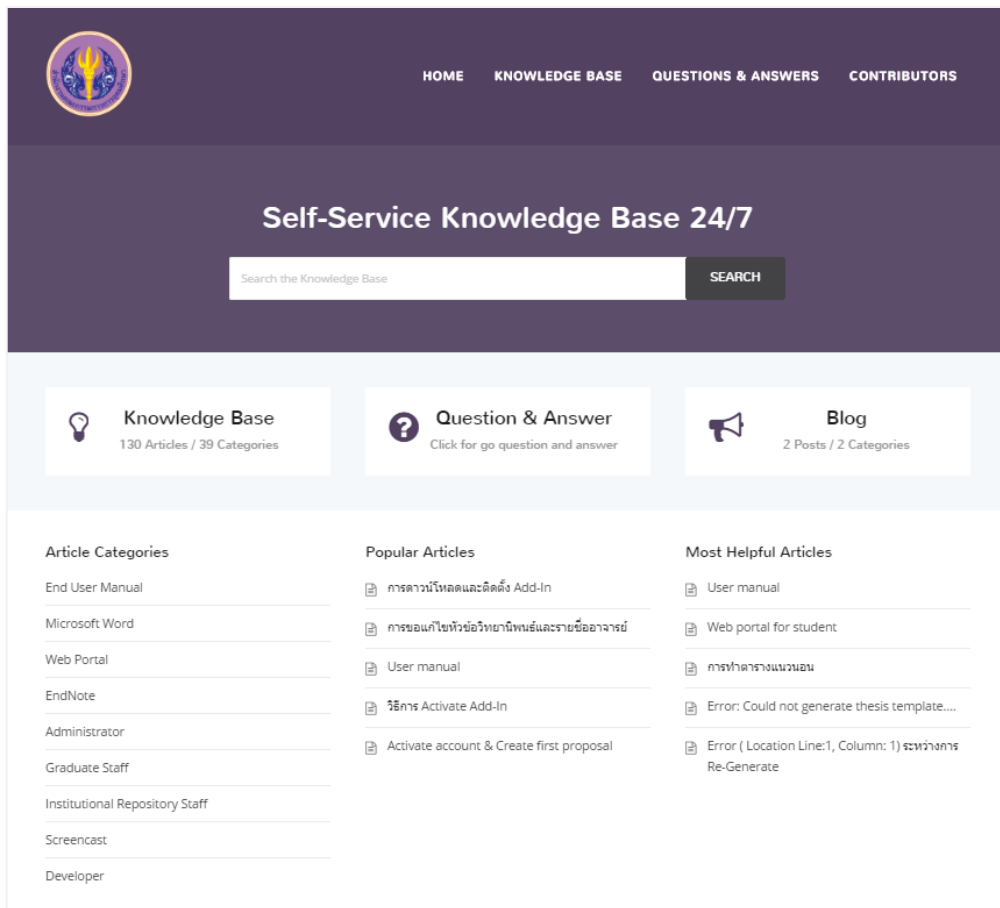 HOME KNOWLEDGE BASE QUESTIONS & ANSWERS CONTRIBUTORS
Self-Service Knowledge Base 24/7
Search the Knowledge Base
SEARCH
Knowledge Base
130 Articles / 39 Categories
Question & Answer
Click for go question and answer
Blog
2 Posts / 2 Categories
Article Categories
End User Manual
Microsoft Word
Web Portal
EndNote
Administrator
Graduate Staff
Institutional Repository Staff
Screencast
Developer
Popular Articles
การดาวน์โหลดและติดตั้ง Add-In
การขอแก้ไขหัวข้อวิทยานิพนธ์และรายชื่ออาจารย์
User manual
วิธีการ Activate Add-In
Activate account & Create first proposal
Most Helpful Articles
User manual
Web portal for student
การทำตารางแนวนอน
Error: Could not generate thesis template....
Error ( Location Line:1, Column: 1) ระหว่างการ
Re-Generate